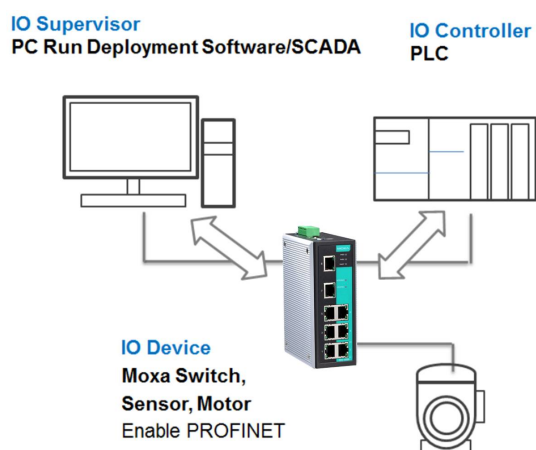 IO Supervisor
PC Run Deployment Software/SCADA
IO Controller
PLC
IO Device
Moxa Switch,
Sensor, Motor
Enable PROFINET